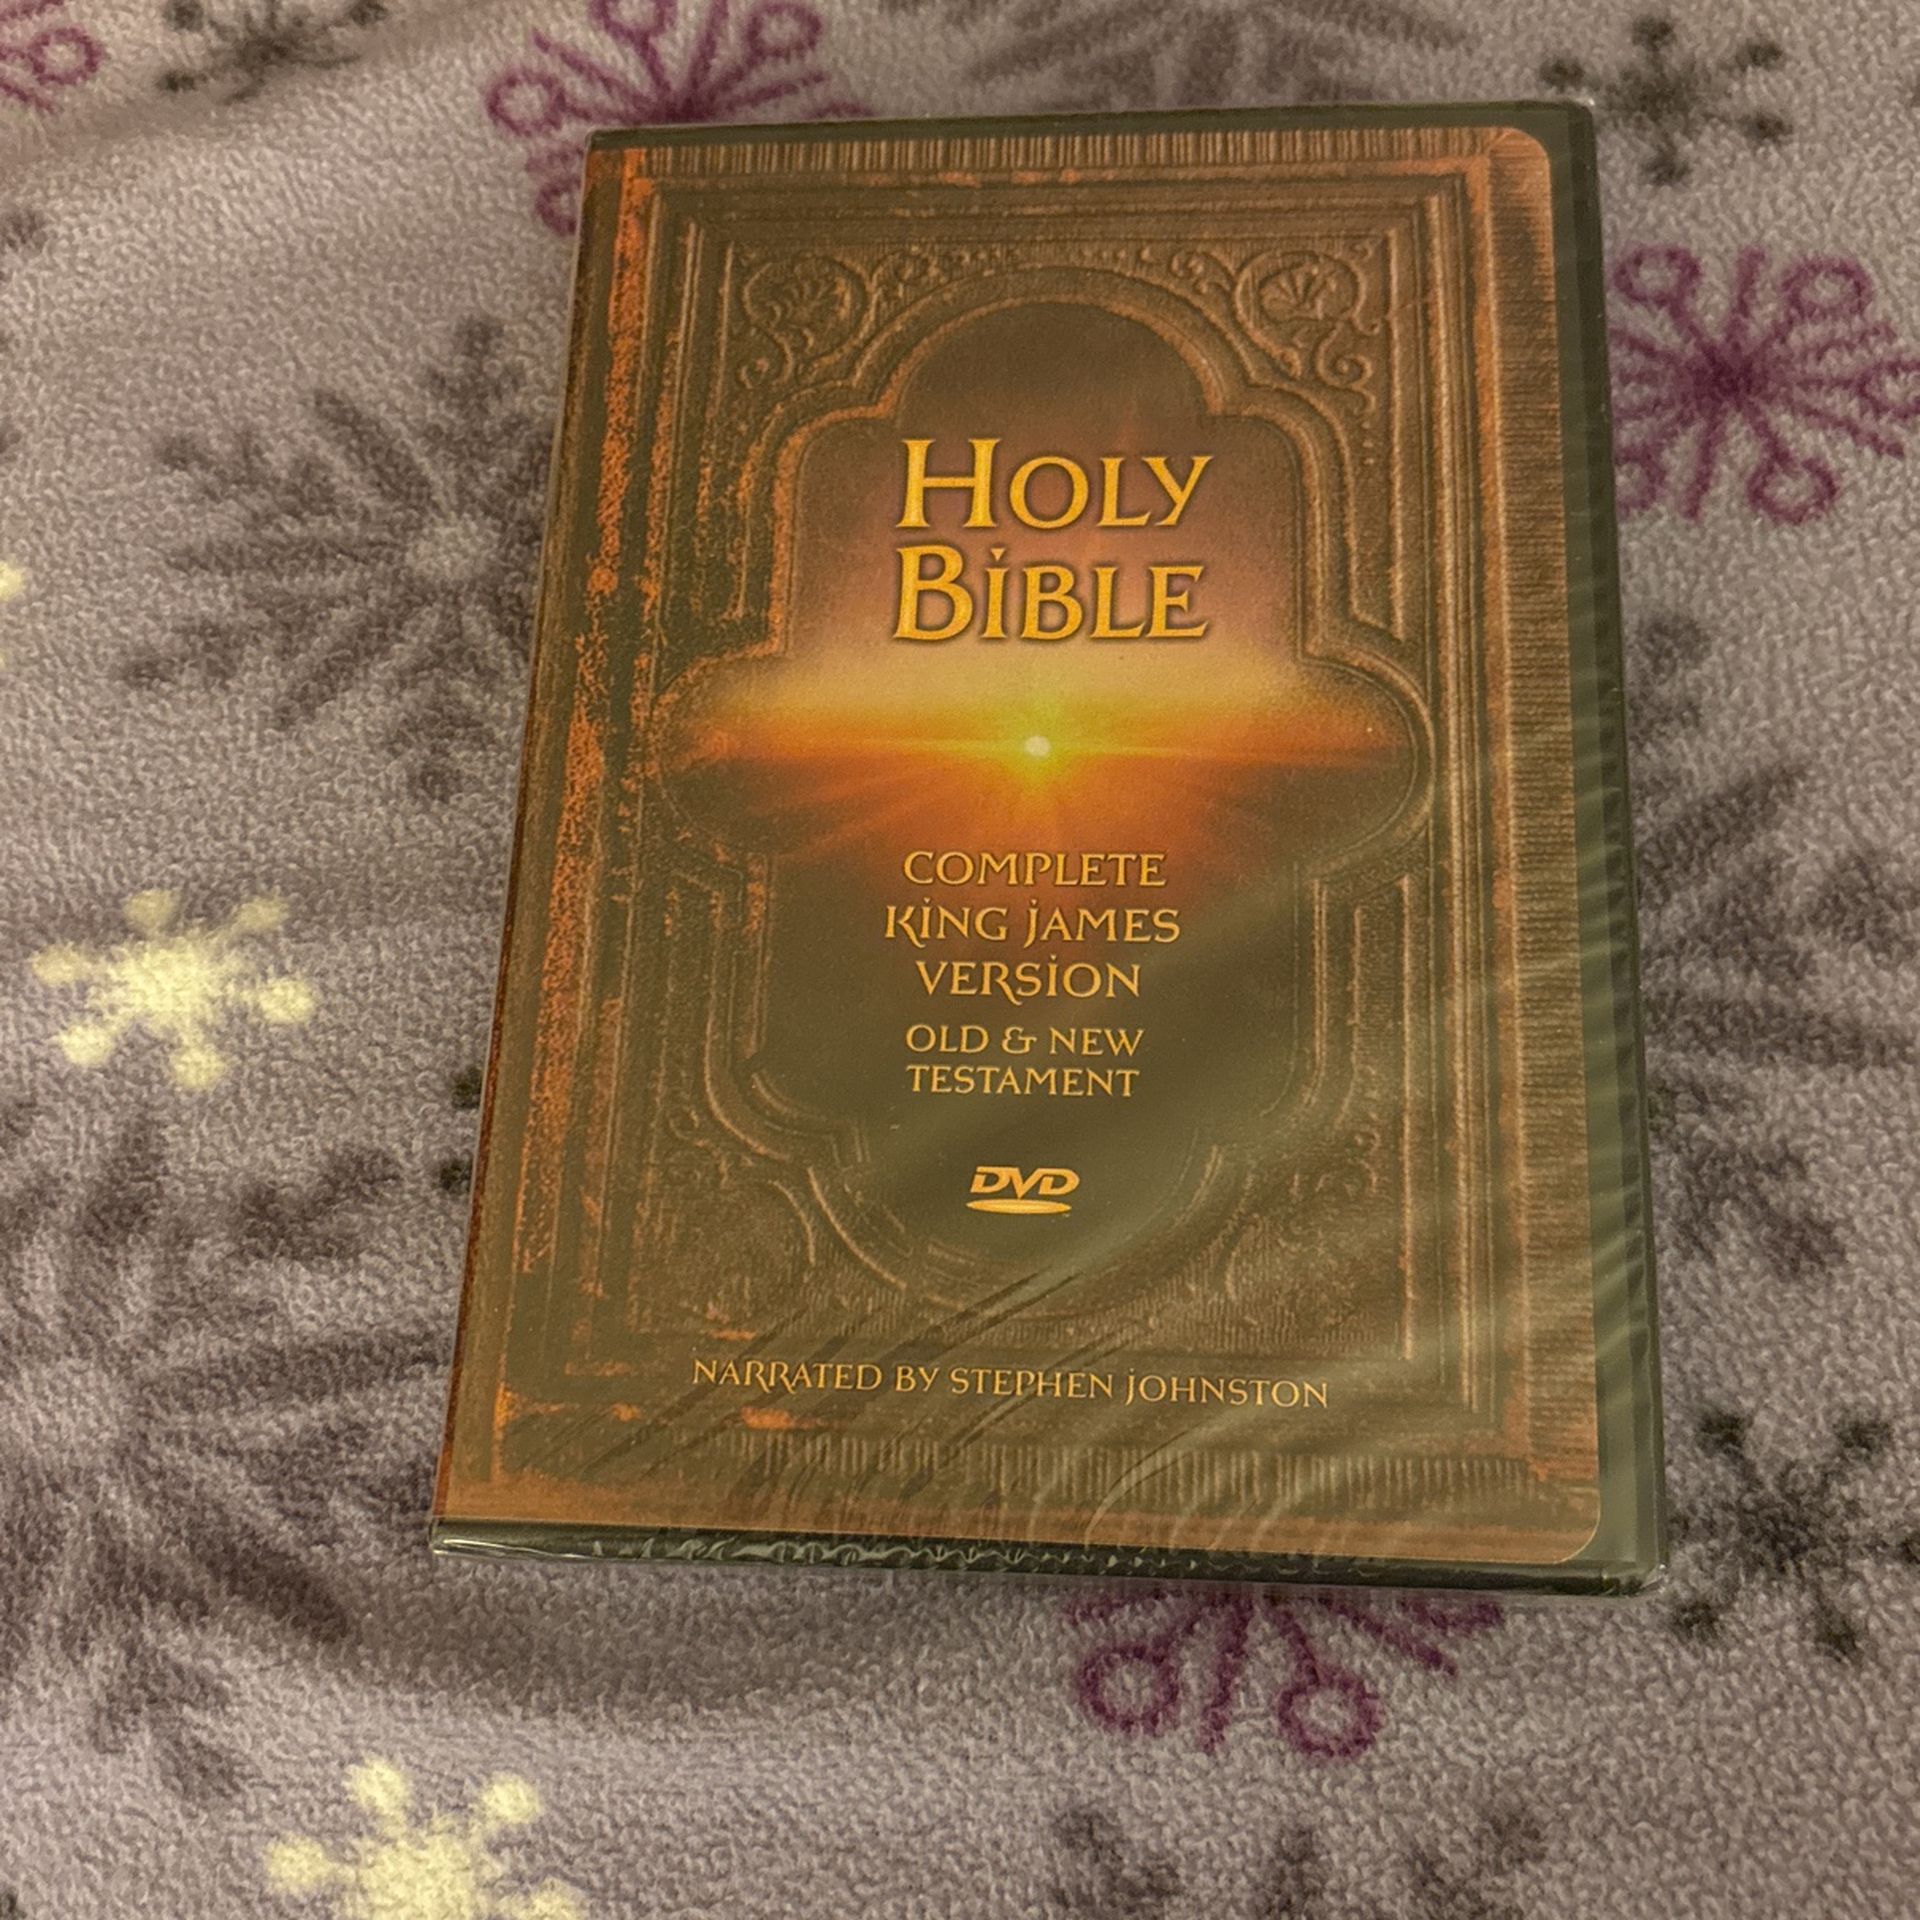 HOLY
BIBLE
COMPLETE
KING JAMES
VERSION
OLD & NEW
TESTAMENT
DVD
NARRATED BY STEPHEN JOHNSTON